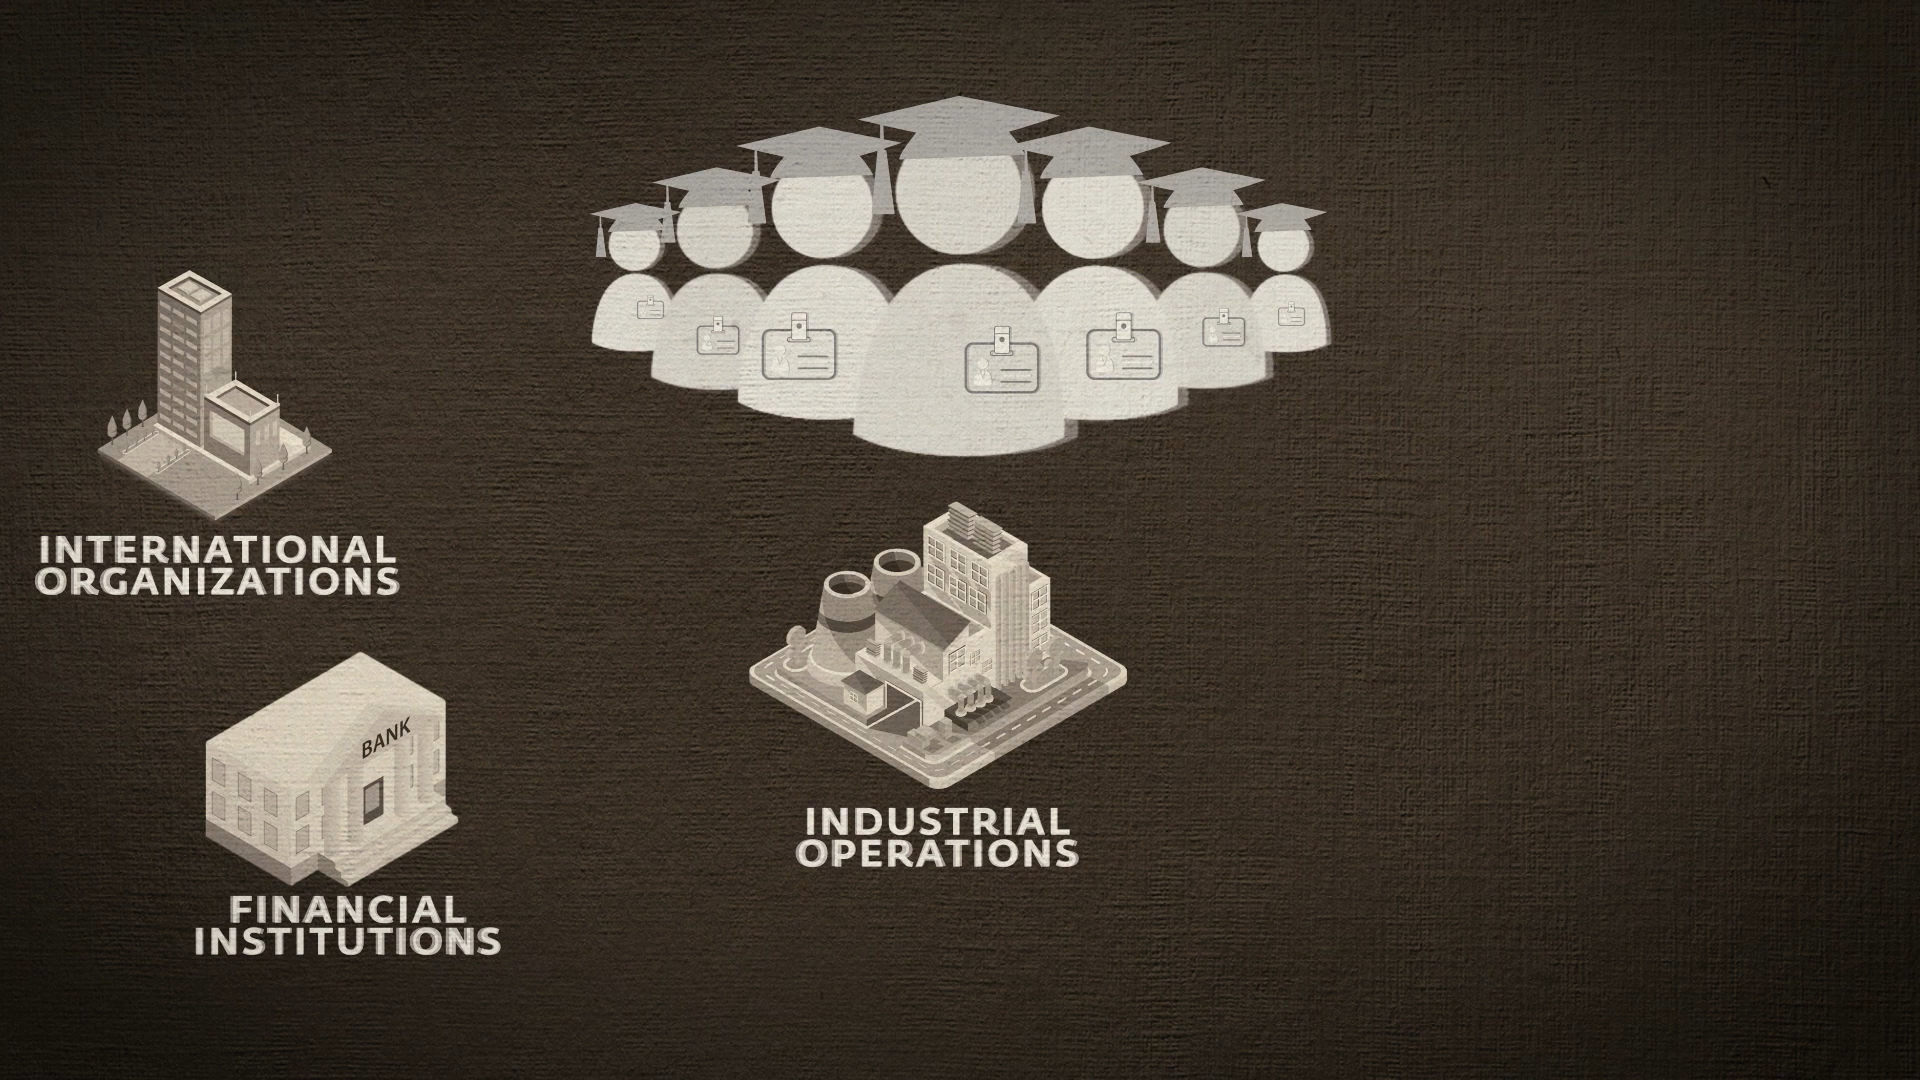 INTERNATIONAL
ORGANIZATIONS
BANK
FINANCIAL
INSTITUTIONS
INDUSTRIAL
OPERATIONS